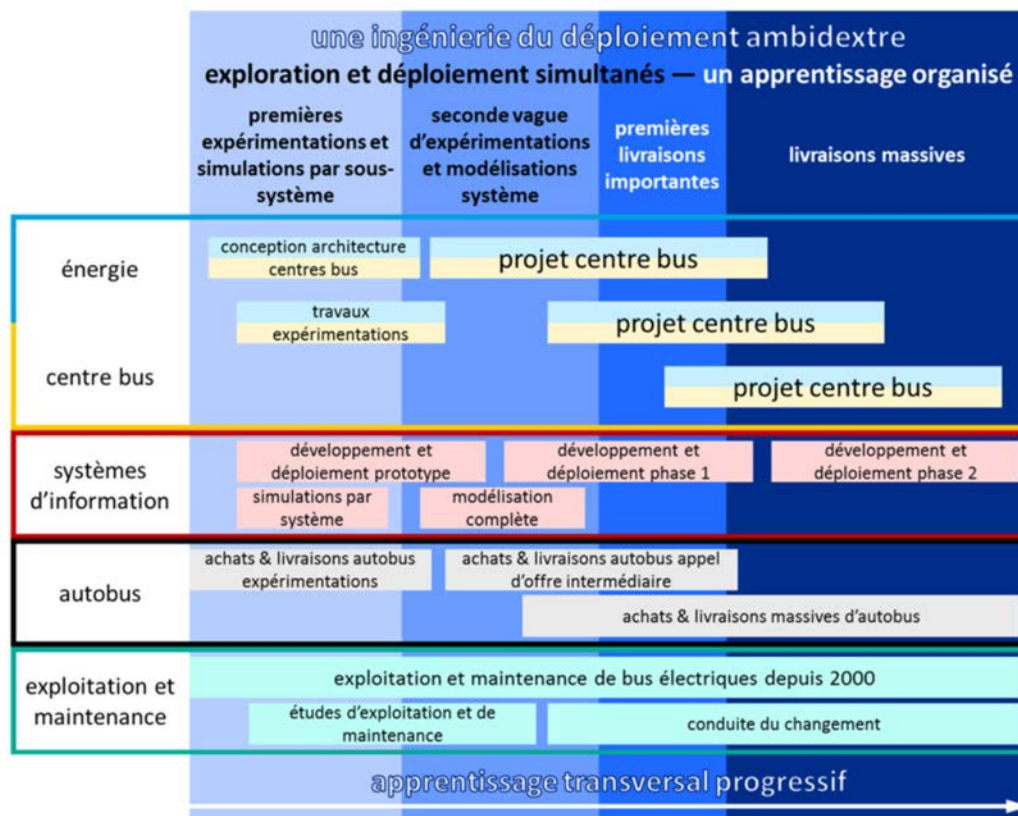 une ingénierie du déploiement ambidextre
exploration et déploiement simultanés — un apprentissage organisé
premières
expérimentations et
simulations par sous-
système
seconde vague
d'expérimentations
et modélisations
système
premières
livraisons
importantes
livraisons massives
énergie
conception architecture
centres bus
projet centre bus
travaux
expérimentations
projet centre bus
centre bus
projet centre bus
systèmes
d'information
développement et
déploiement prototype
développement et
déploiement phase 1
développement et
déploiement phase 2
simulations par
système
modélisation
complète
autobus
achats & livraisons autobus
expérimentations
achats & livraisons autobus appel
d'offre intermédiaire
achats & livraisons massives d'autobus
exploitation et
maintenance
exploitation et maintenance de bus électriques depuis 2000
études d'exploitation et de
maintenance
conduite du changement
apprentissage transversal progressif